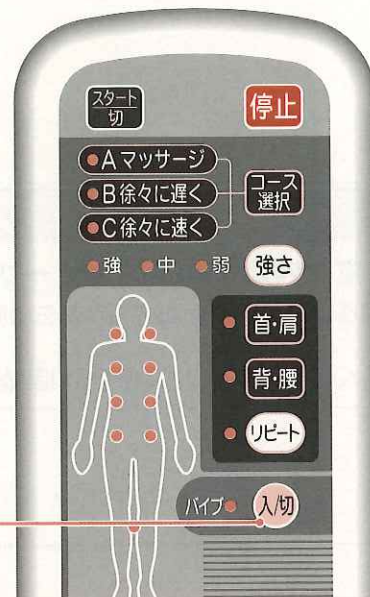 スタート
切
停止
Aマッサージ
B徐々に遅く
C徐々に速く
コース
選択
強 中 弱 強さ
首・肩
背・腰
リピート
バイブ 入/切